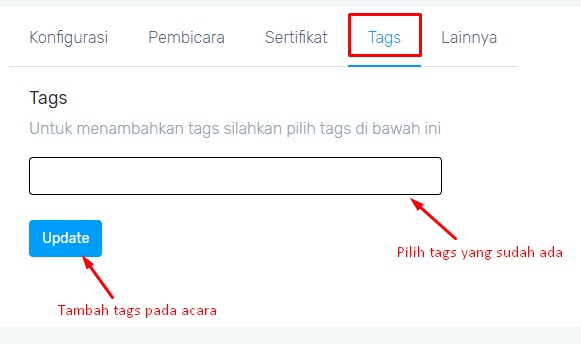 Konfigurasi Pembicara Sertifikat Tags Lainnya
Tags
Untuk menambahkan tags silahkan pilih tags di bawah ini
Update
Pilih tags yang sudah ada
Tambah tags pada acara